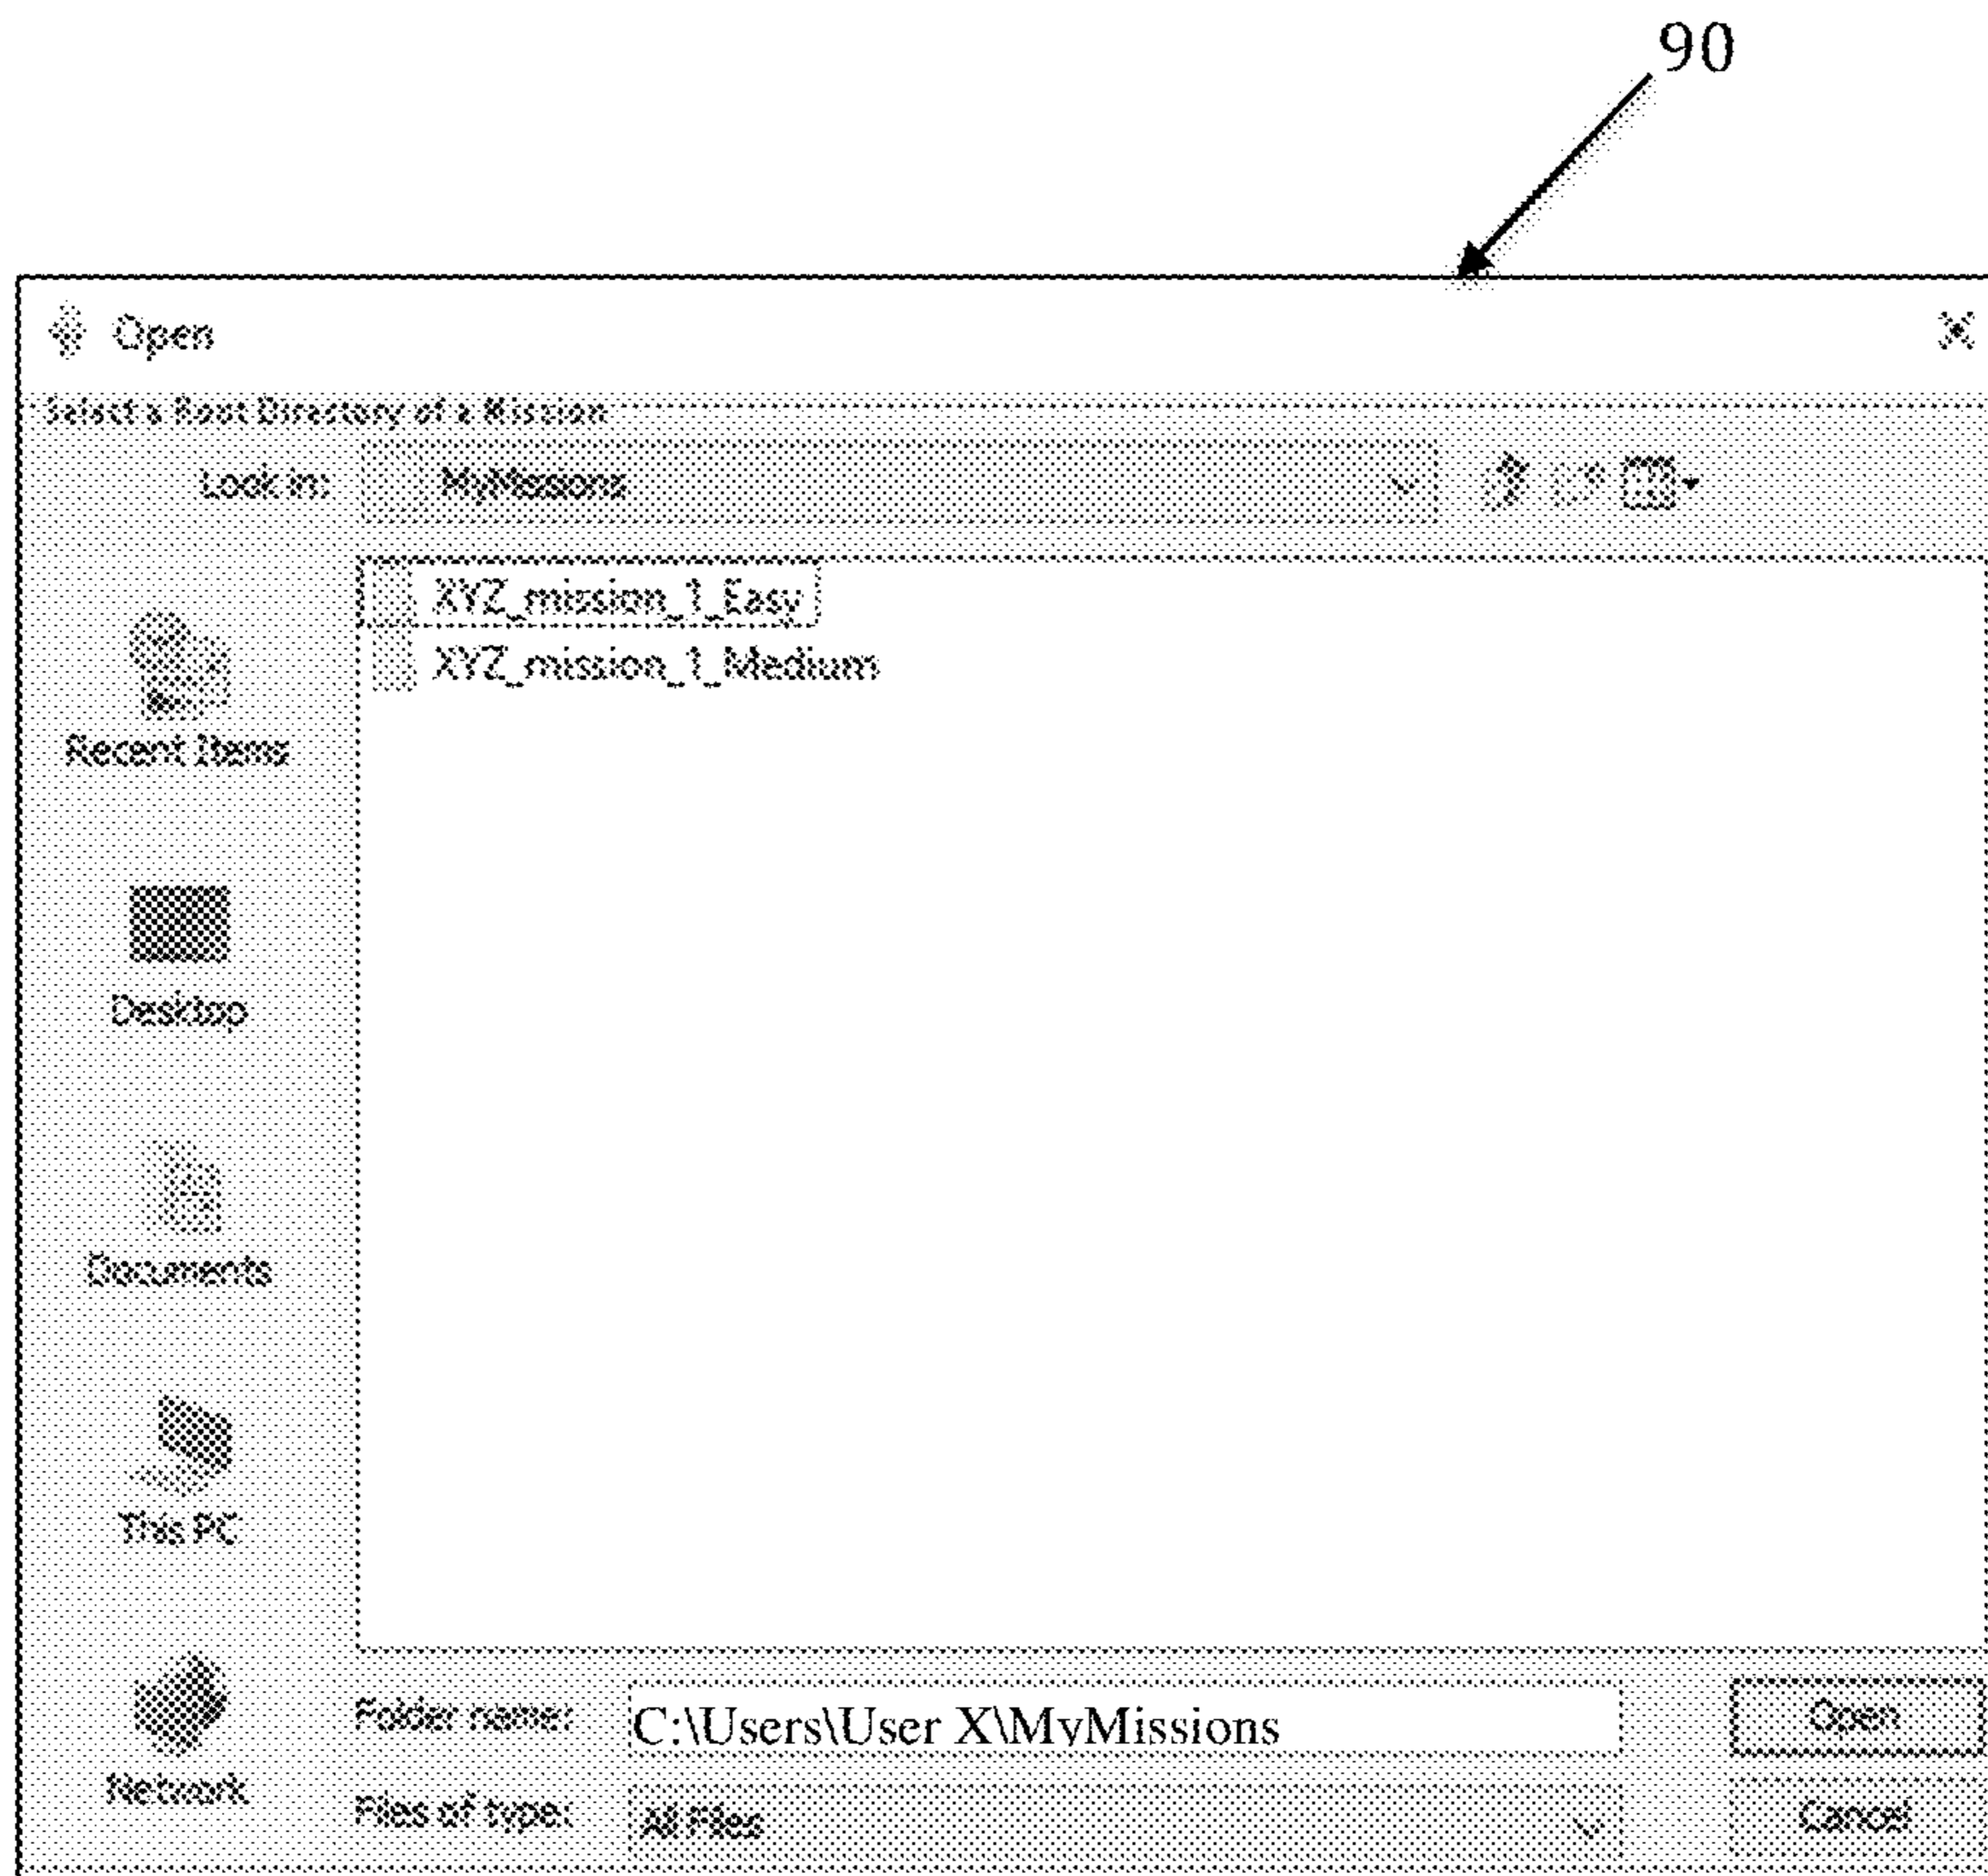 90
Open
Select a Root Directory of a Mission
Look in:
MyMissions
XYZ_mission_1_Easy
XYZ_mission_1_Medium
Recent Items
Desktop
Documents
This PC
Network
Folder name:
C:\Users\User X\MyMissions
Open
Files of type:
All Files
Cancel